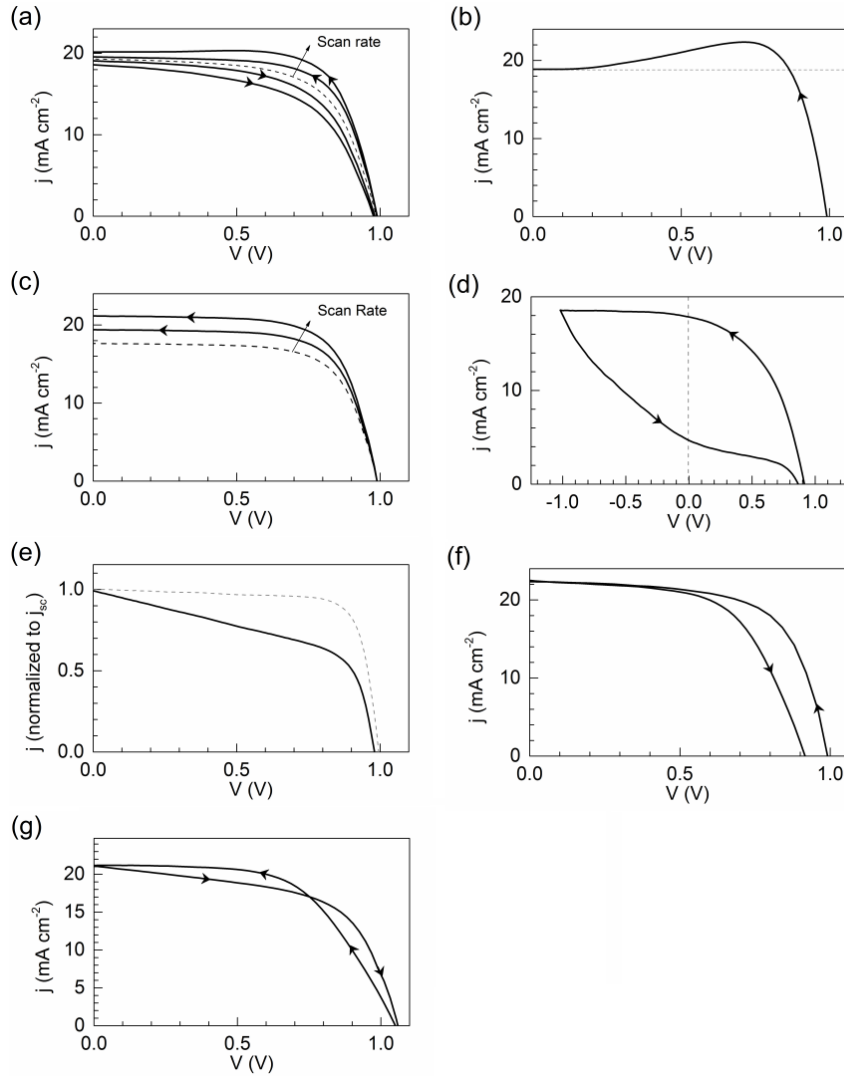 (a)
20
10
0
j (mA cm⁻²)
Scan rate
0.0 0.5 1.0
V (V)
(b)
20
10
0
j (mA cm⁻²)
0.0 0.5 1.0
V (V)
(c)
20
10
0
j (mA cm⁻²)
Scan Rate
0.0 0.5 1.0
V (V)
(d)
20
10
0
j (mA cm⁻²)
-1.0 -0.5 0.0 0.5 1.0
V (V)
(e)
1.0
0.5
0.0
j (normalized to jsc)
0.0 0.5 1.0
V (V)
(f)
20
10
0
j (mA cm⁻²)
0.0 0.5 1.0
V (V)
(g)
20
15
10
5
0
j (mA cm⁻²)
0.0 0.5 1.0
V (V)